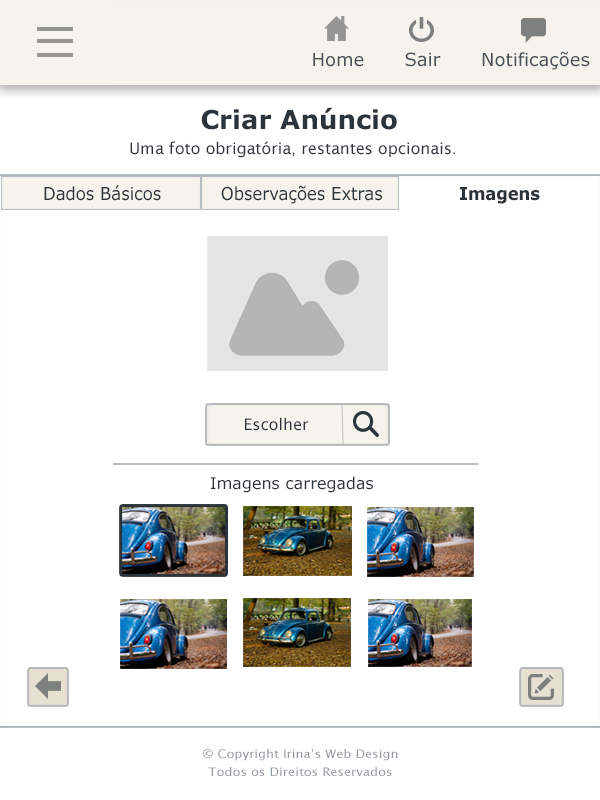 Home
Sair
Notificações
Criar Anúncio
Uma foto obrigatória, restantes opcionais.
Dados Básicos
Observações Extras
Imagens
Escolher
Imagens carregadas
© Copyright Irina's Web Design
Todos os Direitos Reservados